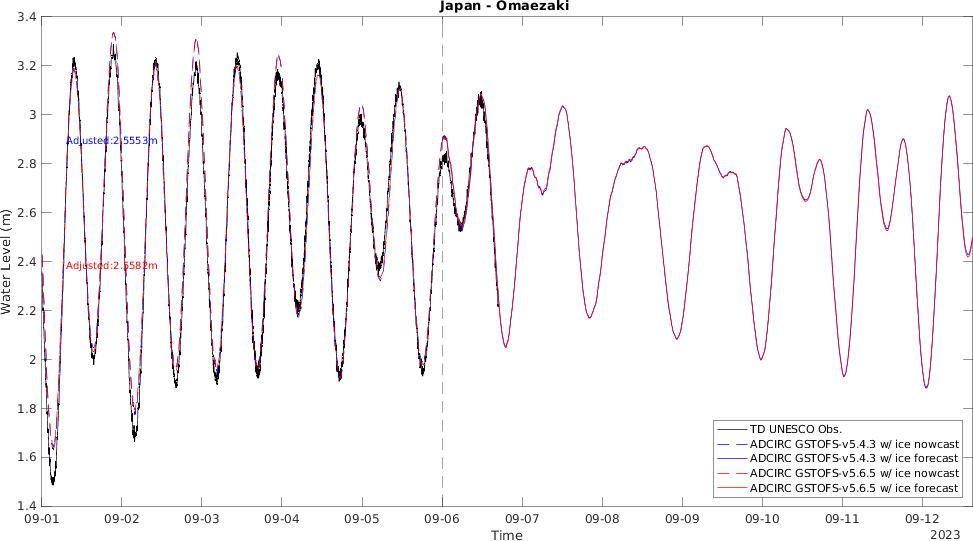 Japan - Omaezaki
3.4
3.2
3
2.8
2.6
2.4
2.2
2
1.8
1.6
1.4
Water Level (m)
Adjusted:2.5553m
Adjusted:2.5582m
TD UNESCO Obs.
ADCIRC GSTOFS-v5.4.3 w/ ice nowcast
ADCIRC GSTOFS-v5.4.3 w/ ice forecast
ADCIRC GSTOFS-v5.6.5 w/ ice nowcast
ADCIRC GSTOFS-v5.6.5 w/ ice forecast
09-01 09-02 09-03 09-04 09-05 09-06 09-07 09-08 09-09 09-10 09-11 09-12
Time
2023